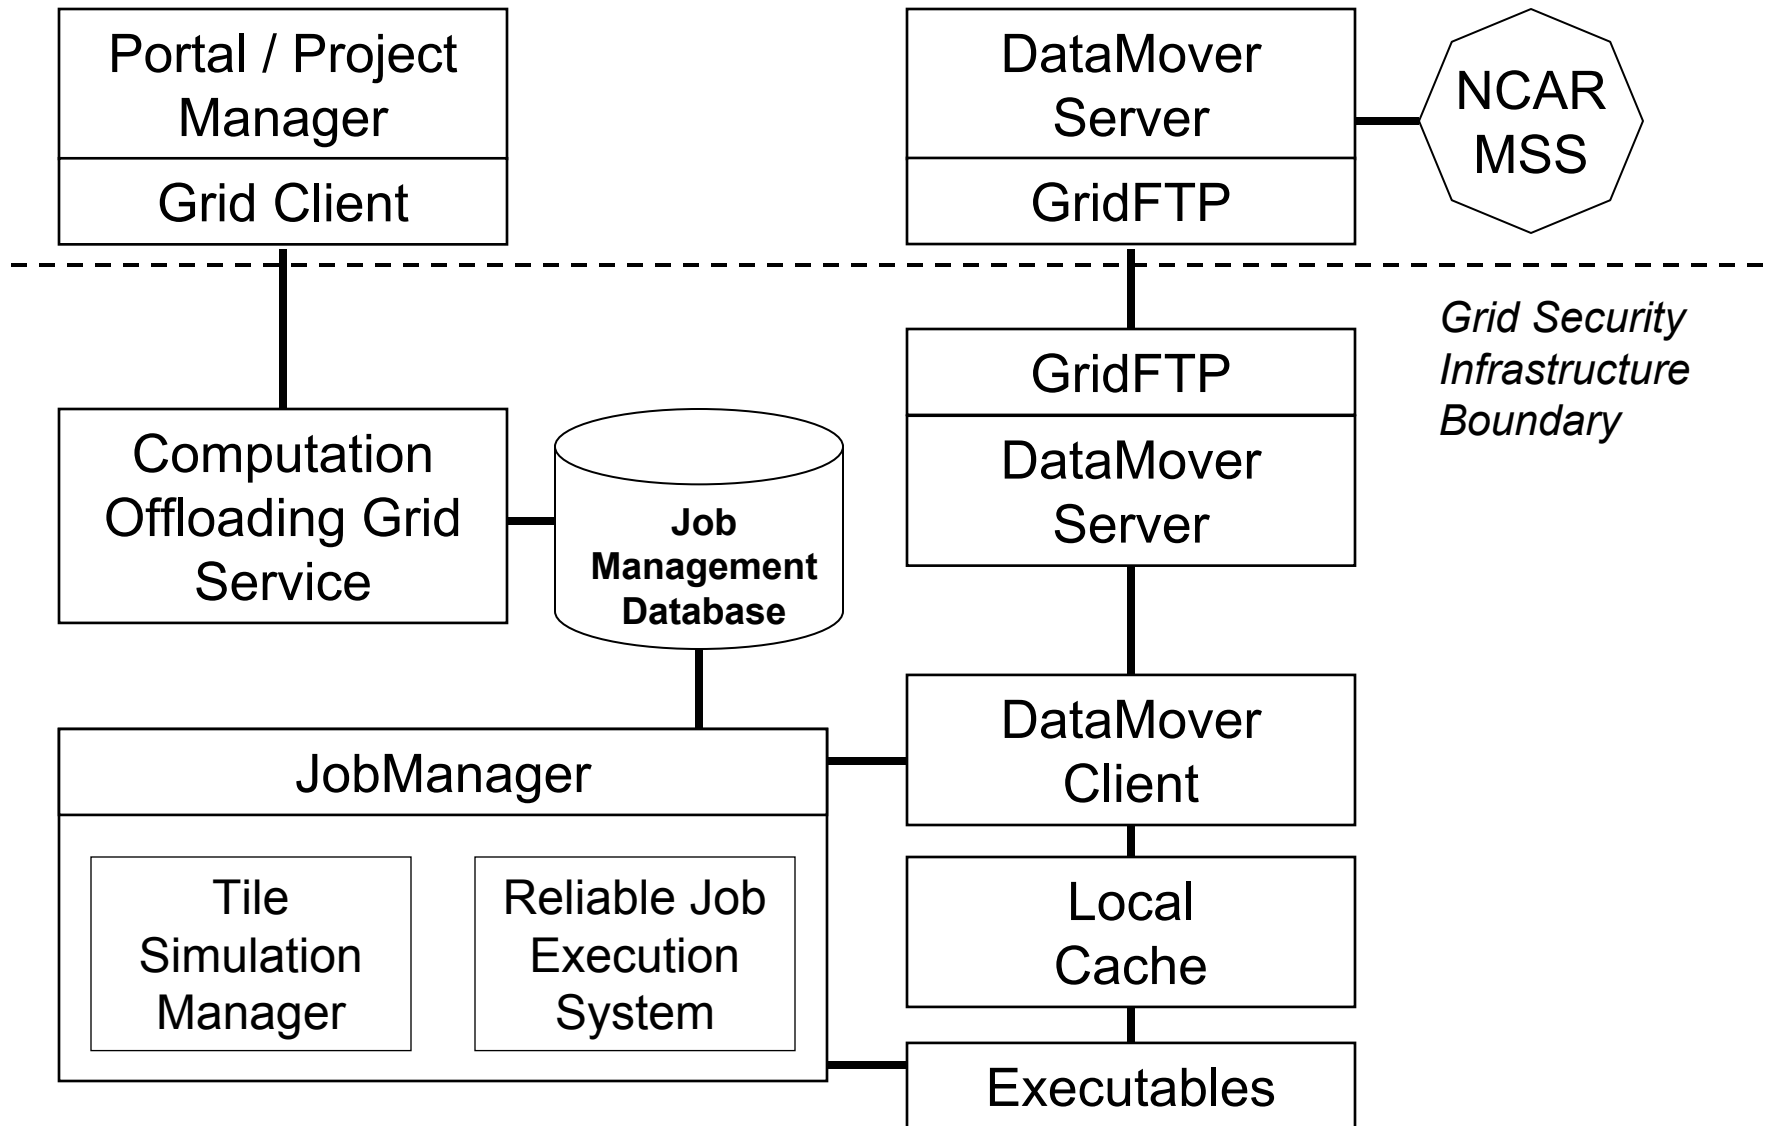 Portal / Project
Manager
Grid Client
DataMover
Server
GridFTP
NCAR
MSS
Grid Security
Infrastructure
Boundary
GridFTP
DataMover
Server
Computation
Offloading Grid
Service
Job
Management
Database
JobManager
Tile
Simulation
Manager
Reliable Job
Execution
System
DataMover
Client
Local
Cache
Executables